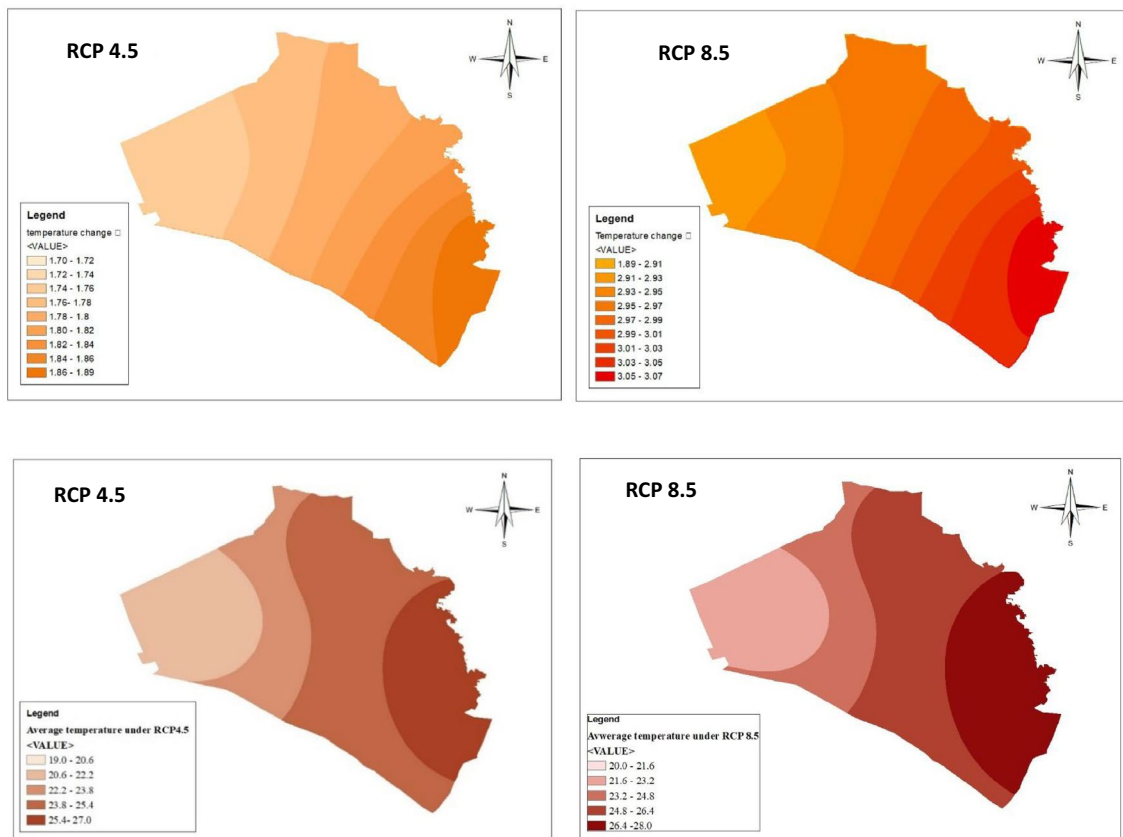 RCP 4.5
N
W
E
S
Legend
temperature change □
<VALUE>
1.70 - 1.72
1.72 - 1.74
1.74 - 1.76
1.76- 1.78
1.78 - 1.8
1.80 - 1.82
1.82 - 1.84
1.84 - 1.86
1.86 - 1.89
RCP 8.5
N
W
E
S
Legend
Temperature change □
<VALUE>
1.89 - 2.91
2.91 - 2.93
2.93 - 2.95
2.95 - 2.97
2.97 - 2.99
2.99 - 3.01
3.01 - 3.03
3.03 - 3.05
3.05 - 3.07
RCP 4.5
N
W
E
S
Legend
Average temperature under RCP4.5
<VALUE>
19.0 - 20.6
20.6 - 22.2
22.2 - 23.8
23.8 - 25.4
25.4- 27.0
RCP 8.5
N
W
E
S
Legend
Avwerage temperature under RCP 8.5
<VALUE>
20.0 - 21.6
21.6 - 23.2
23.2 - 24.8
24.8 - 26.4
26.4 -28.0